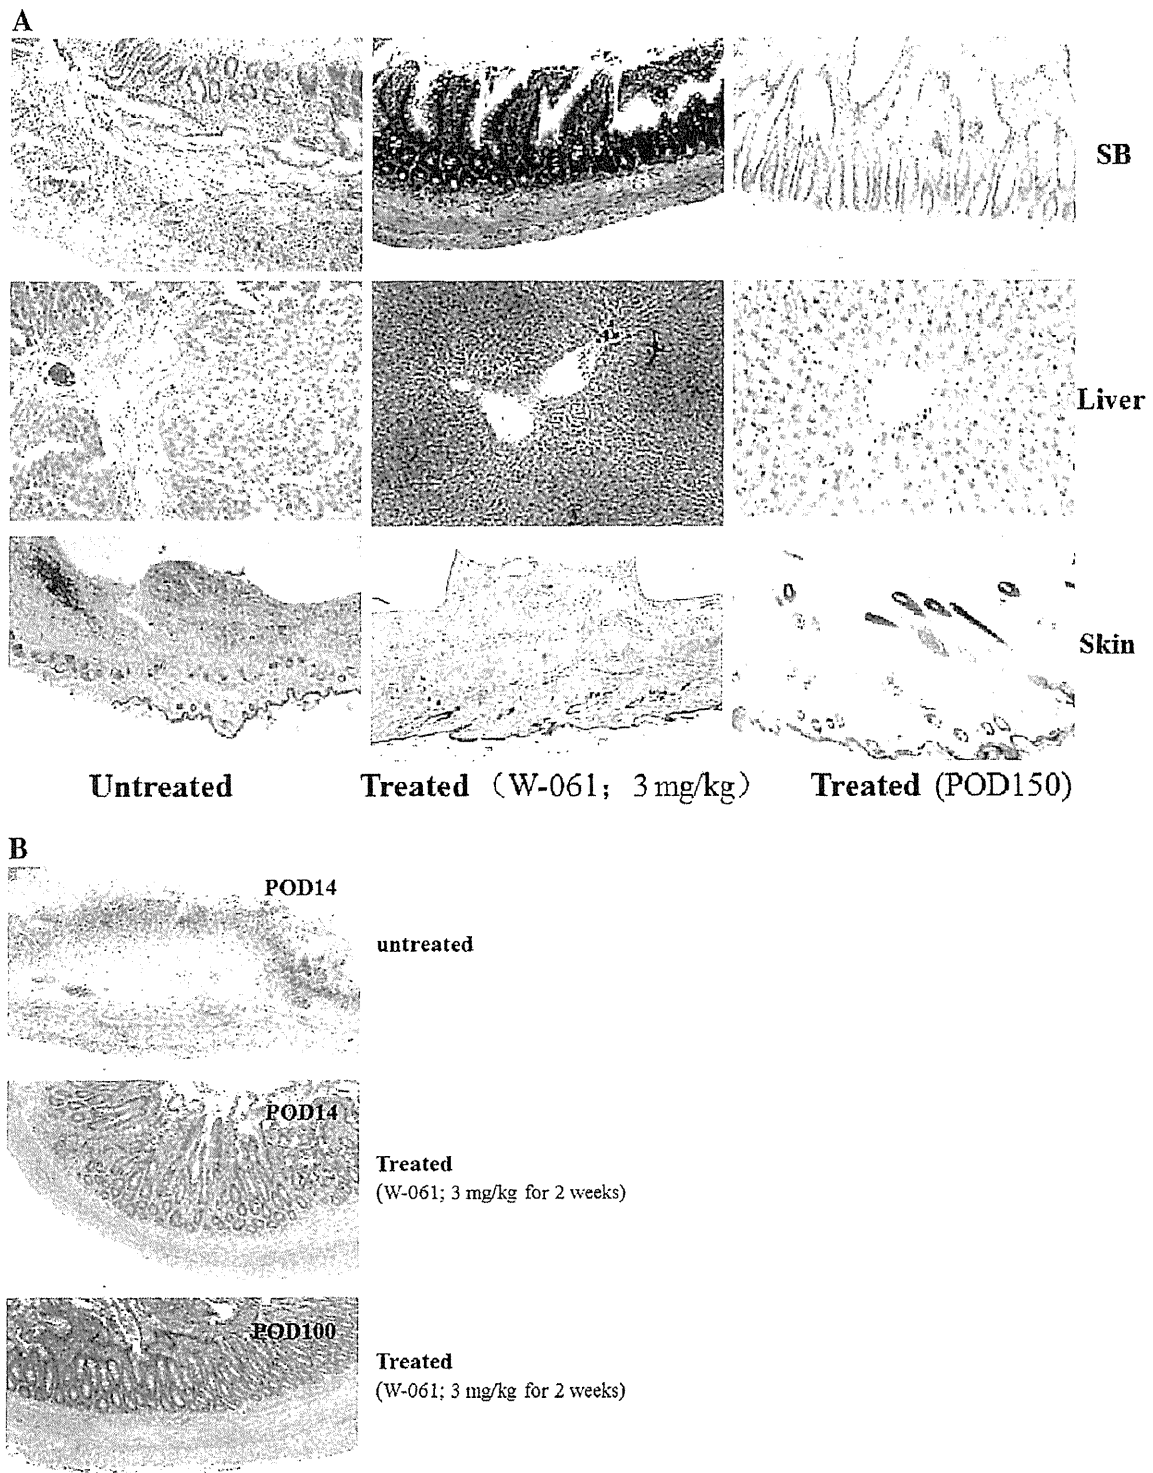 A
SB
Liver
Skin
Untreated
Treated （W-061； 3 mg/kg）
Treated (POD150)
B
POD14
untreated
POD14
Treated
(W-061; 3 mg/kg for 2 weeks)
POD100
Treated
(W-061; 3 mg/kg for 2 weeks)